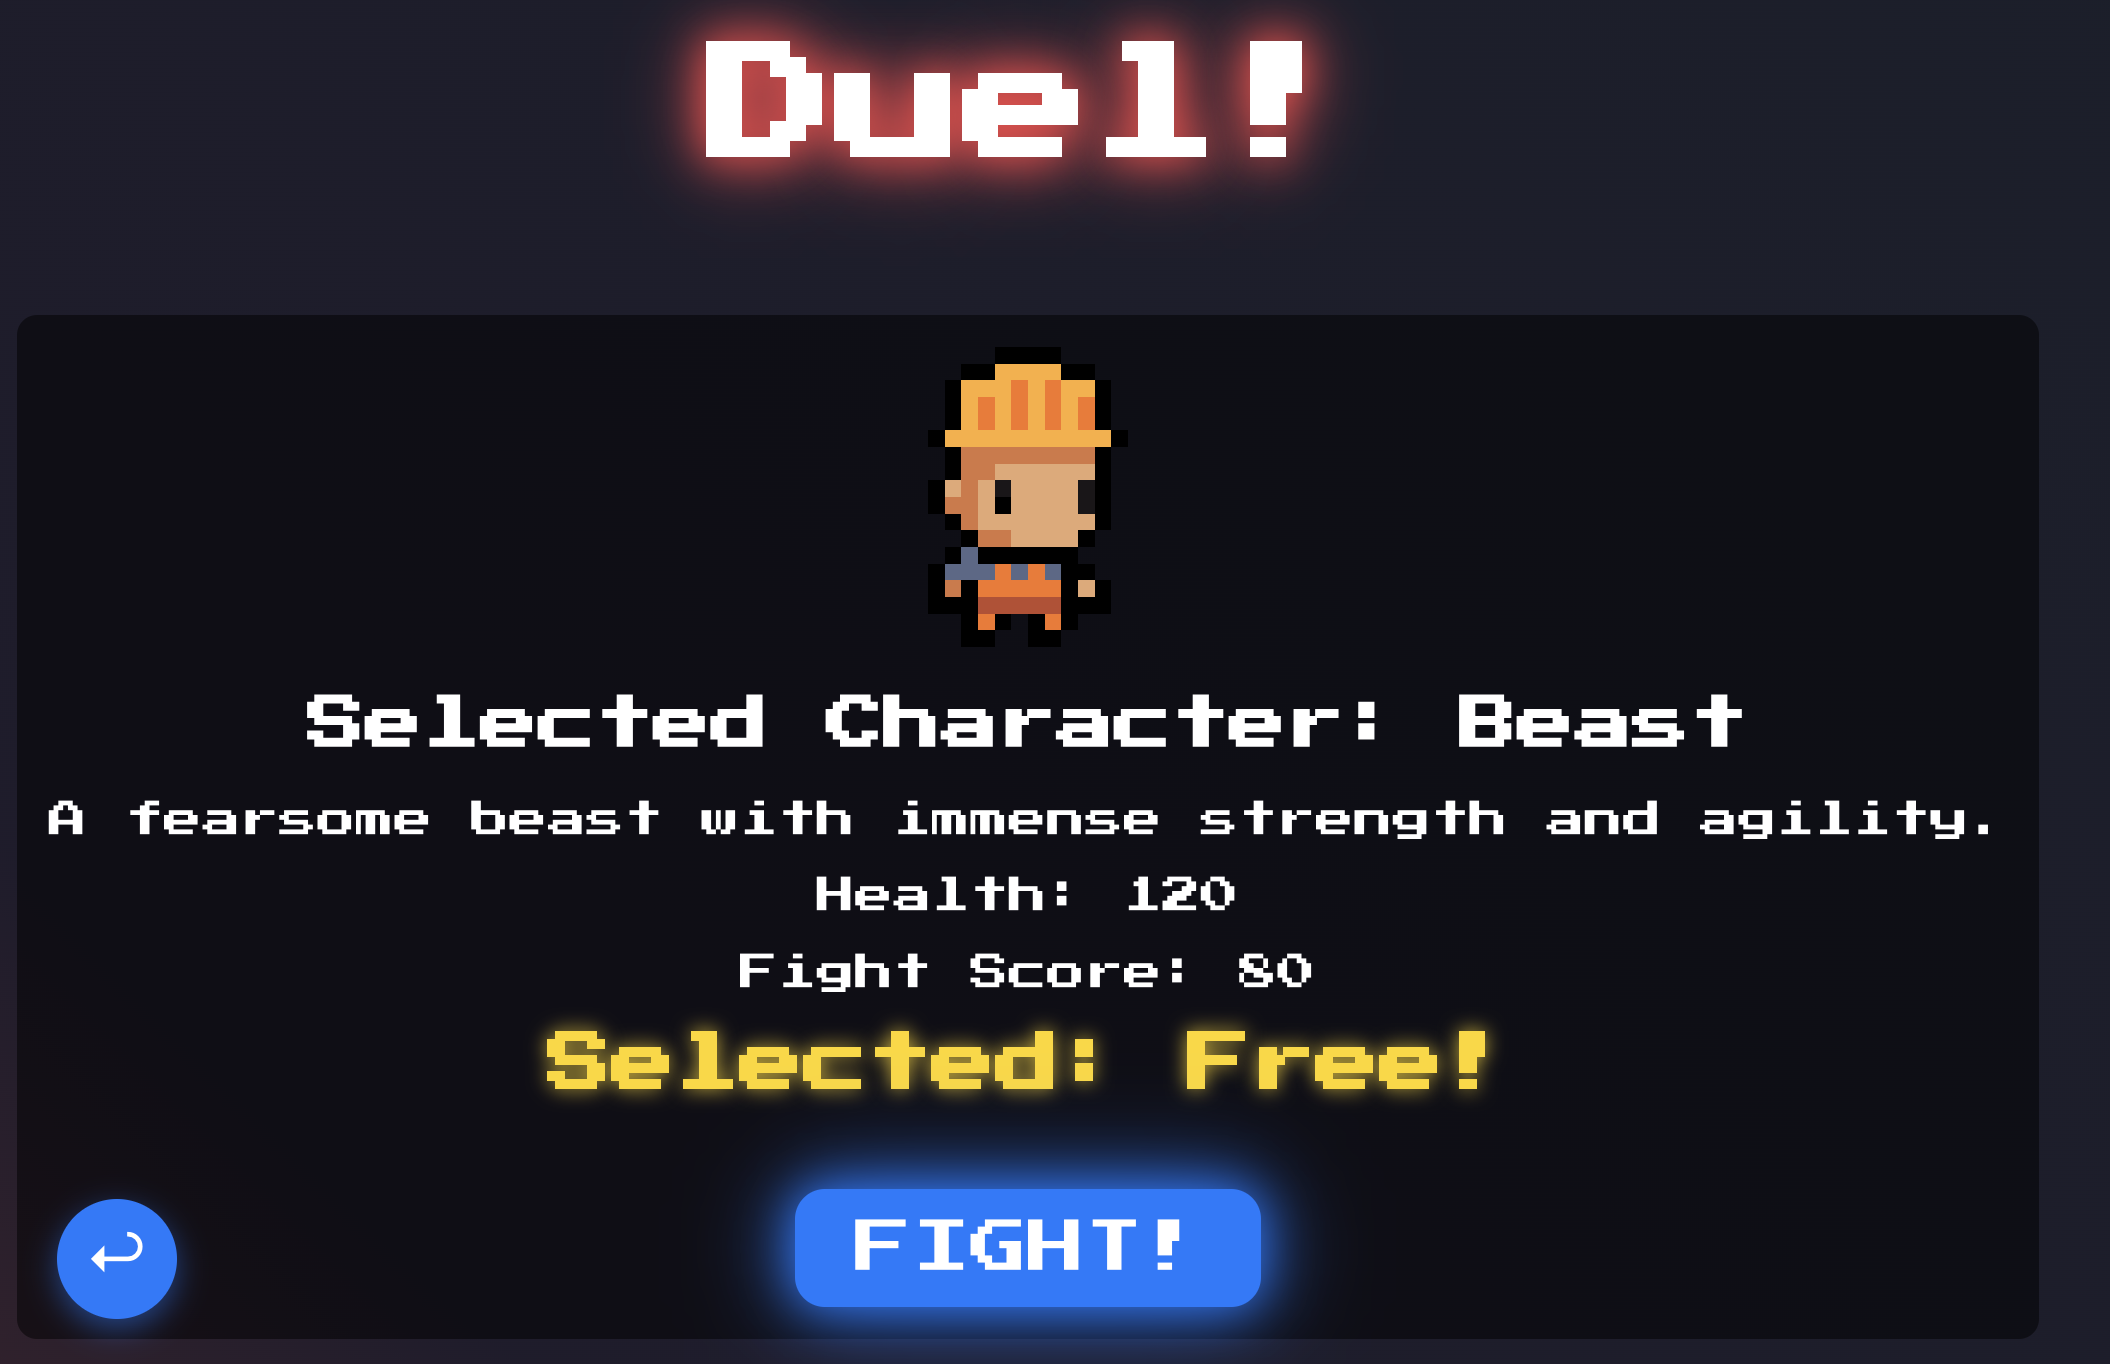 Duel!
Selected Character: Beast
A fearsome beast with immense strength and agility.
Health: 120
Fight Score: 80
Selected: Free!
FIGHT!